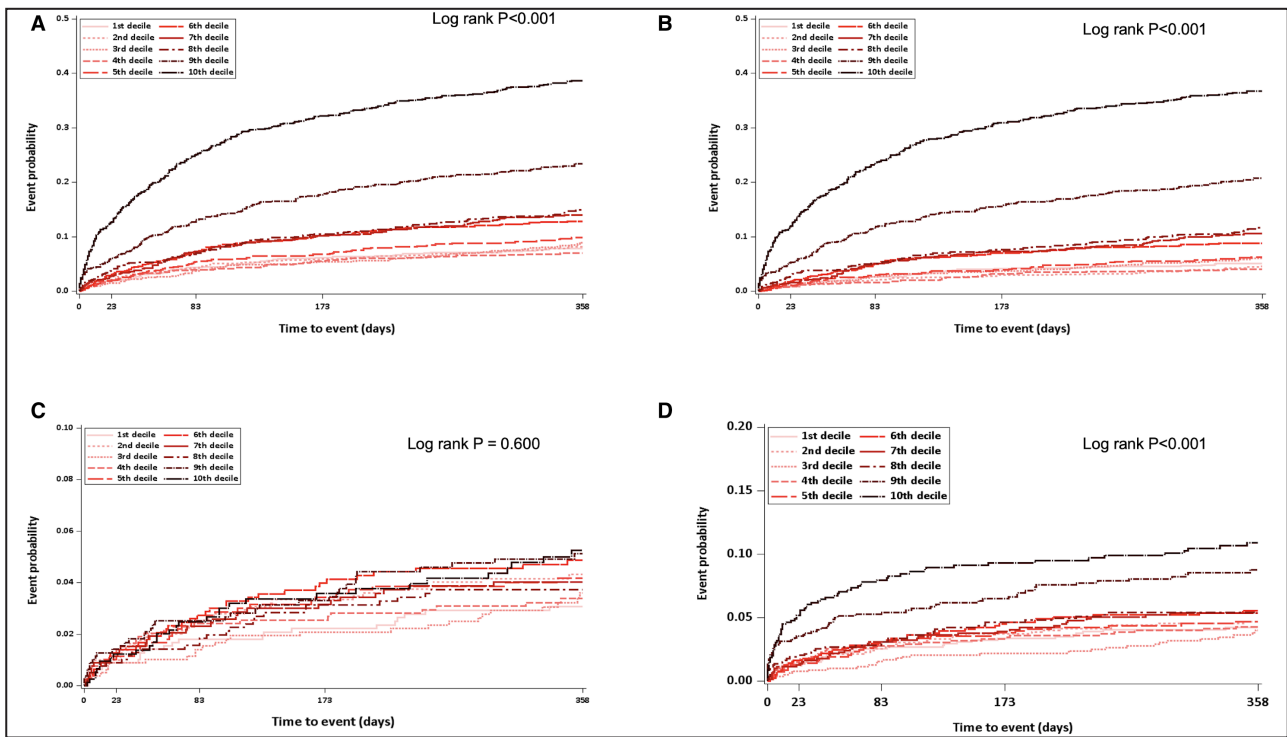 A
Log rank P<0.001
0.5
0.4
0.3
0.2
0.1
0.0
Event probability
1st decile 6th decile
2nd decile 7th decile
3rd decile 8th decile
4th decile 9th decile
5th decile 10th decile
0 23 83 173 358
Time to event (days)
B
Log rank P<0.001
0.5
0.4
0.3
0.2
0.1
0.0
Event probability
1st decile 6th decile
2nd decile 7th decile
3rd decile 8th decile
4th decile 9th decile
5th decile 10th decile
0 23 83 173 358
Time to event (days)
C
Log rank P = 0.600
0.10
0.08
0.06
0.04
0.02
0.00
Event probability
1st decile 6th decile
2nd decile 7th decile
3rd decile 8th decile
4th decile 9th decile
5th decile 10th decile
0 23 83 173 358
Time to event (days)
D
Log rank P<0.001
0.20
0.15
0.10
0.05
0.00
Event probability
1st decile 6th decile
2nd decile 7th decile
3rd decile 8th decile
4th decile 9th decile
5th decile 10th decile
0 23 83 173 358
Time to event (days)